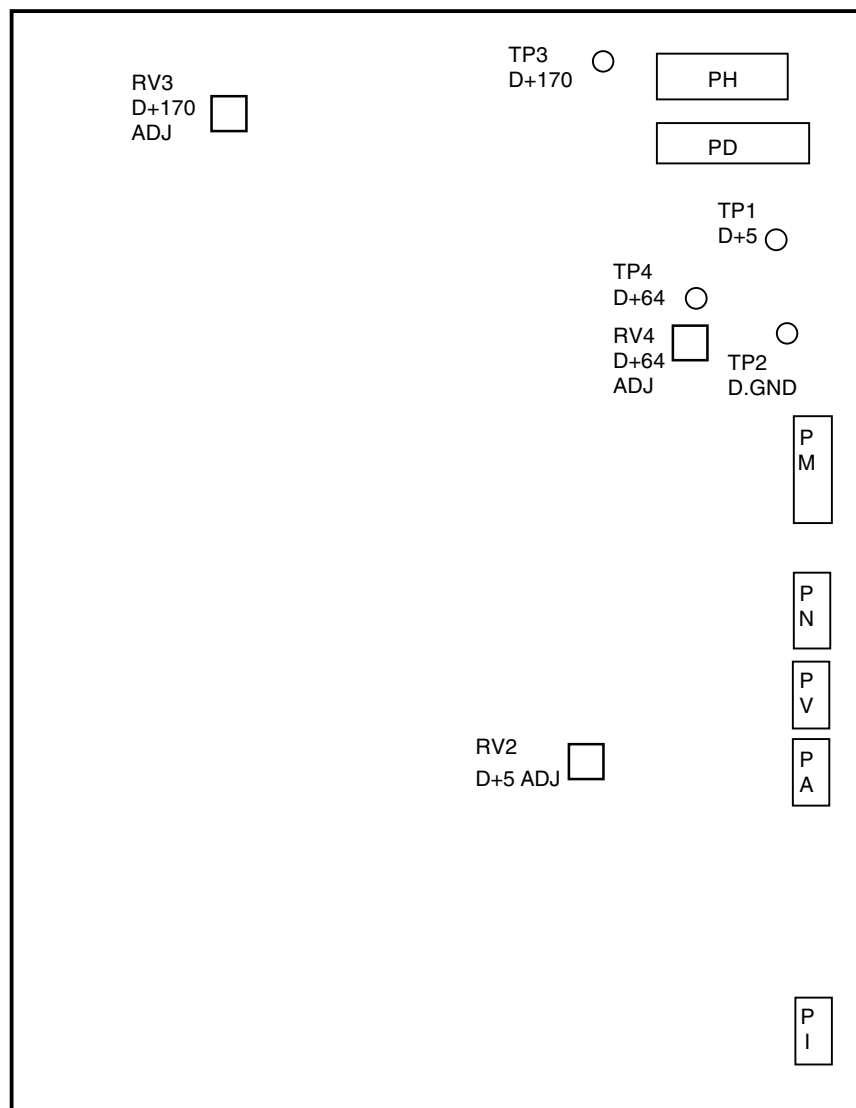 TP3
D+170
PH
RV3
D+170
ADJ
PD
TP1
D+5
TP4
D+64
RV4
D+64
ADJ
TP2
D.GND
P
M
P
N
P
V
RV2
D+5 ADJ
P
A
P
I